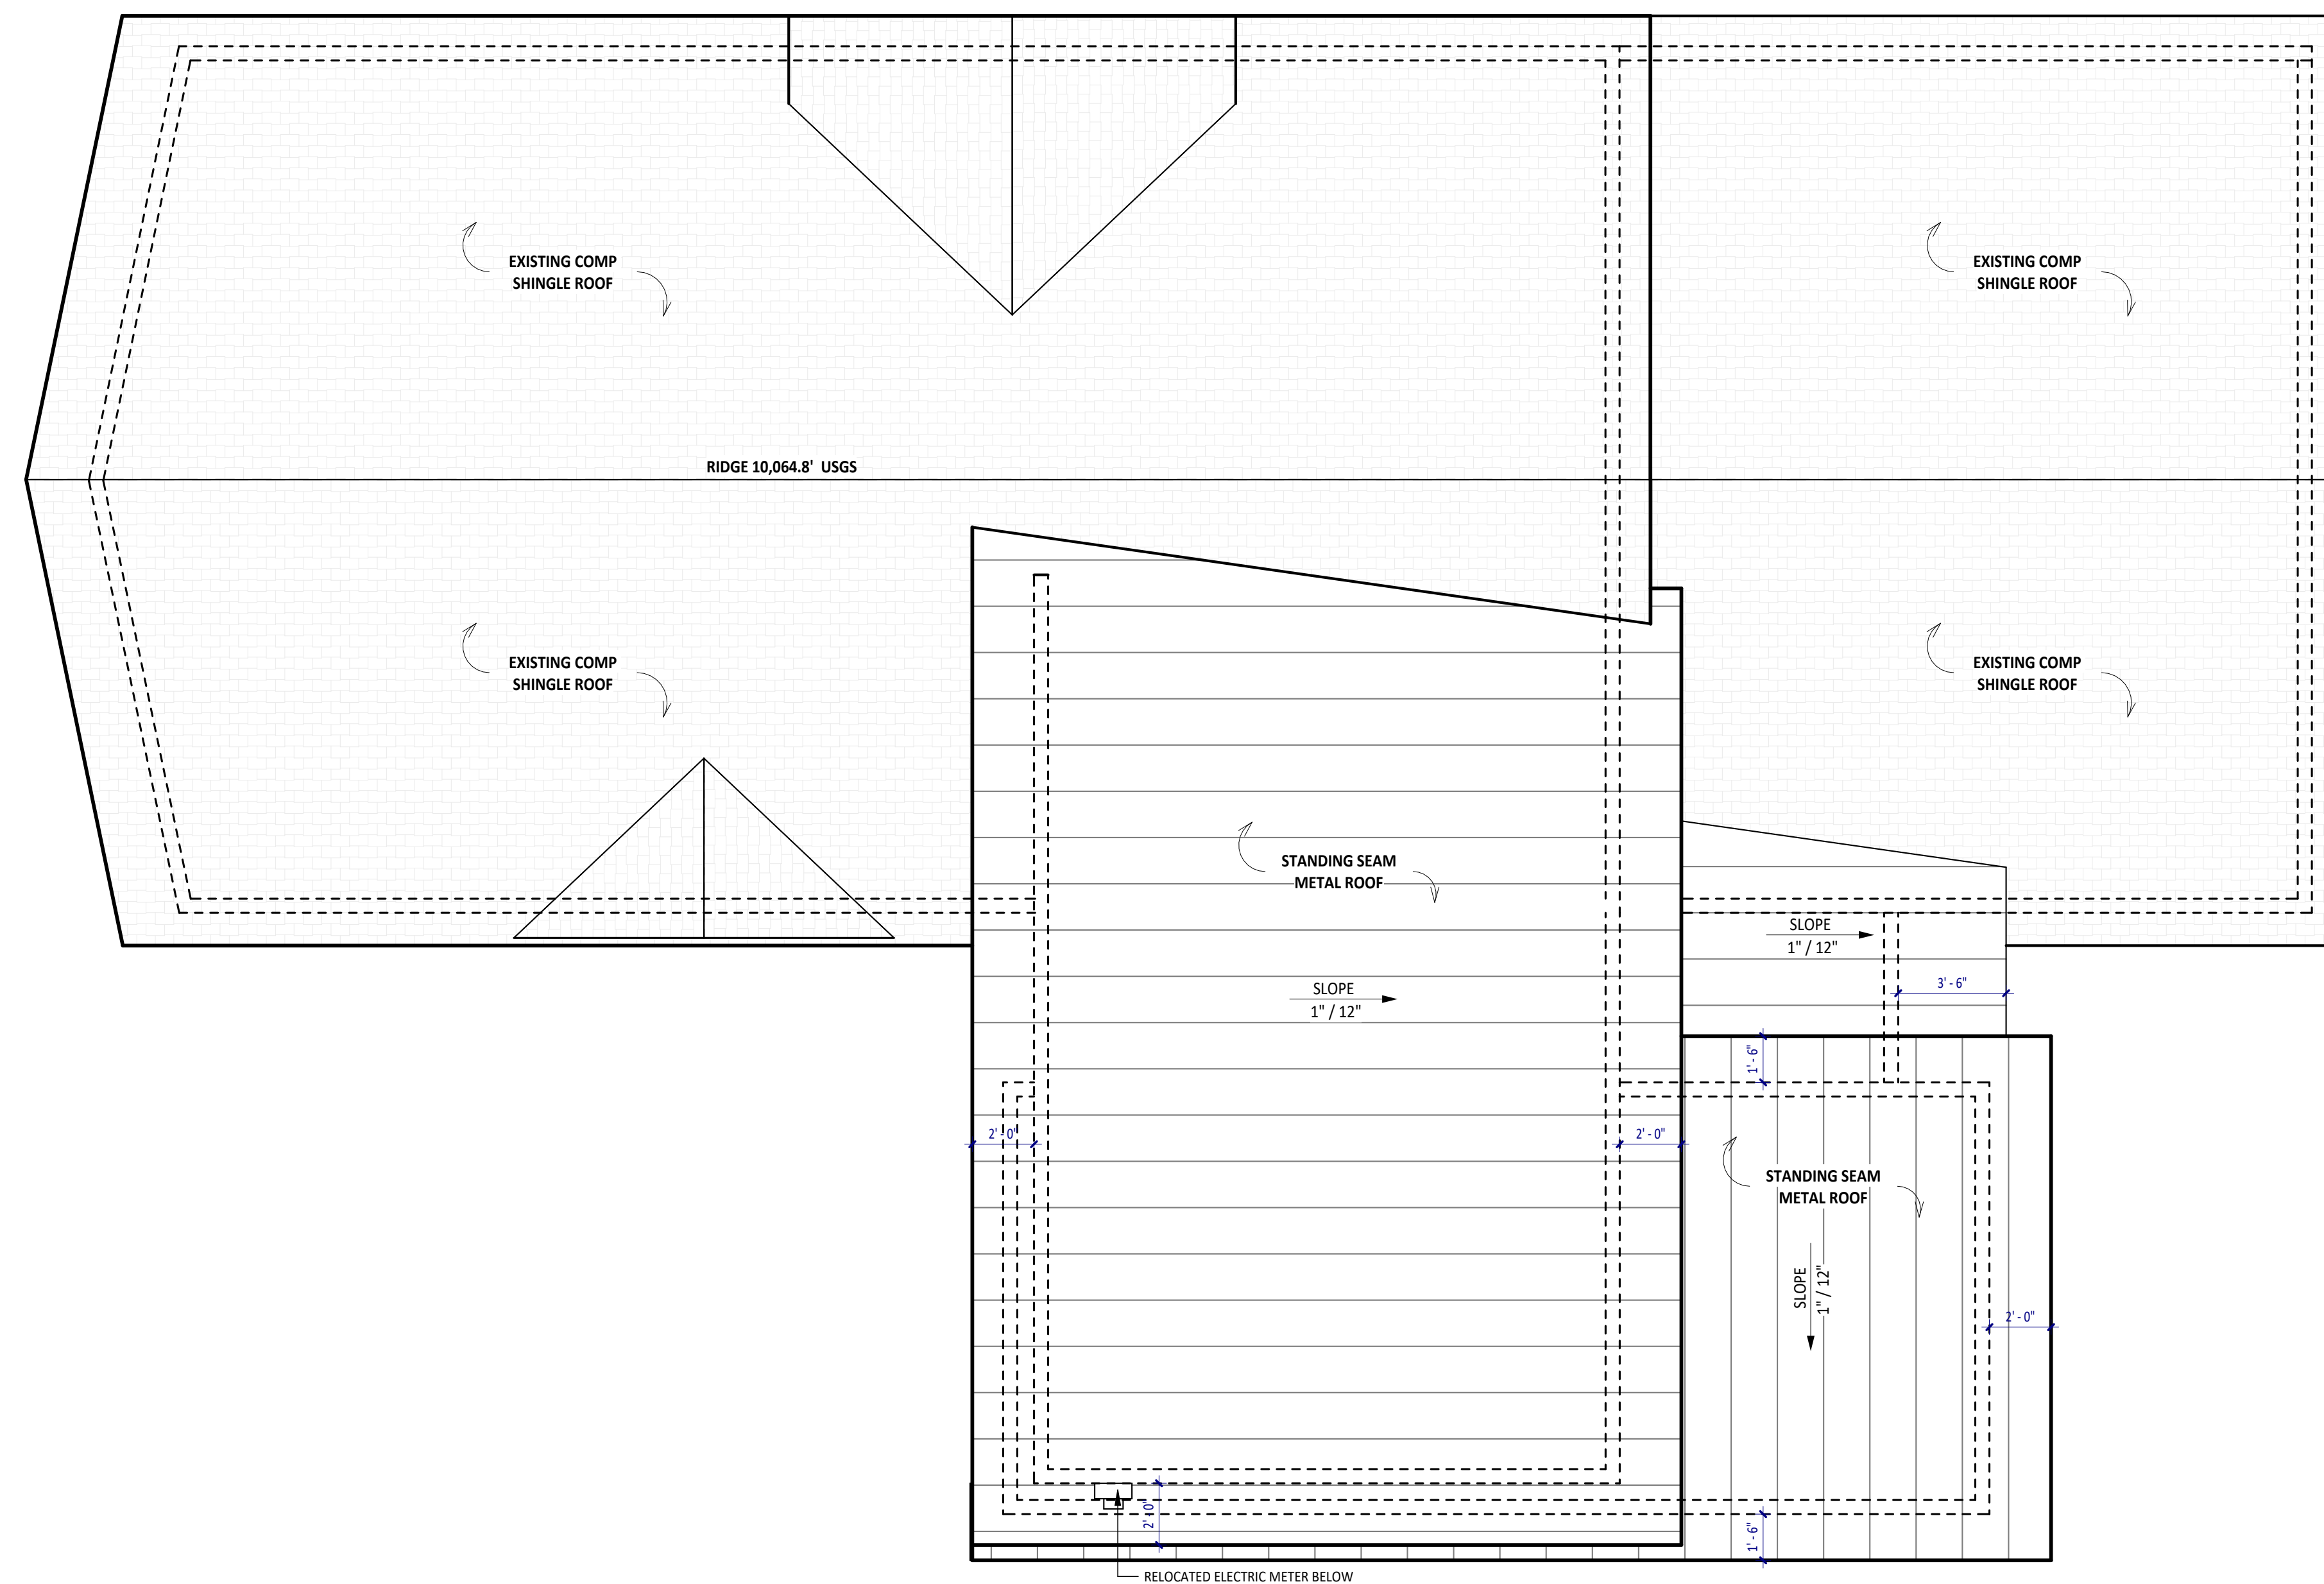 EXISTING COMP
SHINGLE ROOF
EXISTING COMP
SHINGLE ROOF
RIDGE 10,064.8' USGS
EXISTING COMP
SHINGLE ROOF
EXISTING COMP
SHINGLE ROOF
STANDING SEAM
METAL ROOF
SLOPE
1" / 12"
3' - 6"
SLOPE
1" / 12"
1' - 6"
2' - 0"
2' - 0"
STANDING SEAM
METAL ROOF
SLOPE
1" / 12"
2' - 0"
2' - 0"
1' - 6"
RELOCATED ELECTRIC METER BELOW